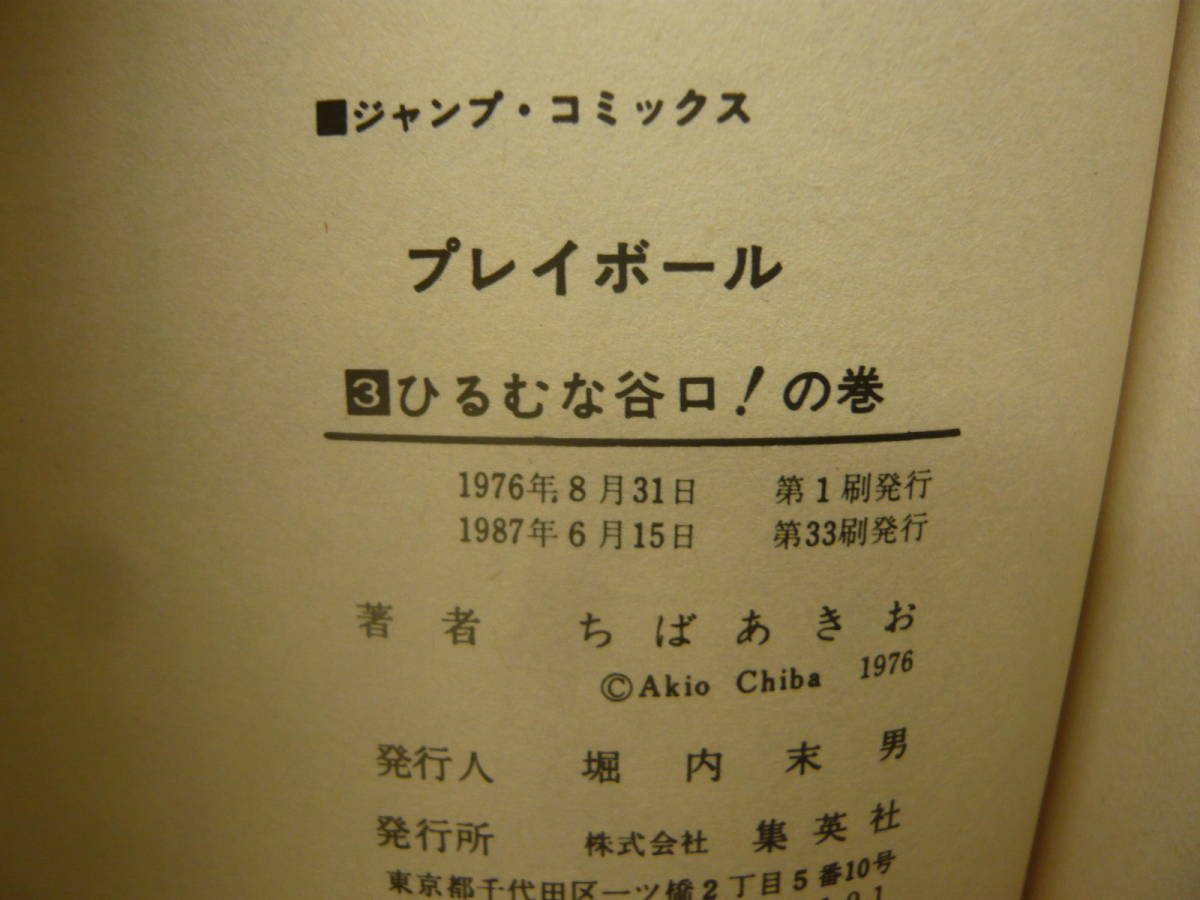 ■ジャンプ・コミックス
プレイボール
3ひるむな谷口!の巻
1976年8月31日 第1刷発行
1987年6月15日 第33刷発行
著者 ちばあきお
©Akio Chiba 1976
発行人 堀内末男
発行所 株式会社 集英社
東京都千代田区一ツ橋2丁目5番10号